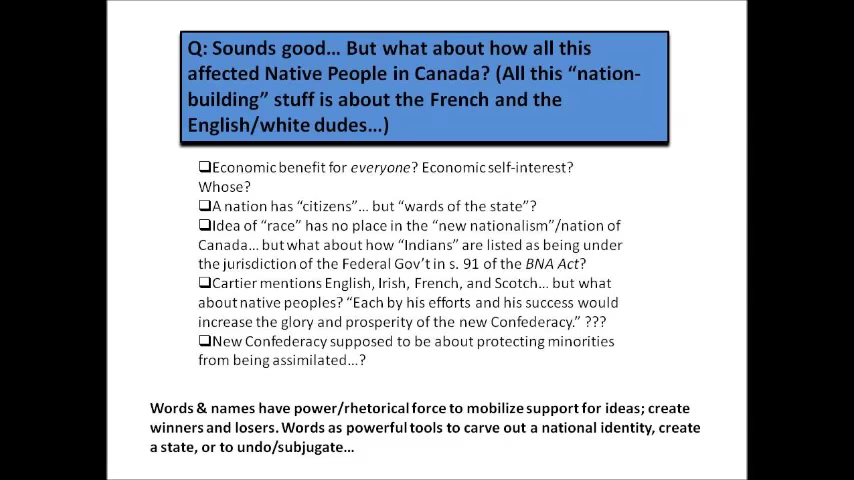 Q: Sounds good… But what about how all this
affected Native People in Canada? (All this “nation-
building” stuff is about the French and the
English/white dudes…)
❑Economic benefit for everyone? Economic self-interest?
Whose?
❑A nation has “citizens”… but “wards of the state”?
❑Idea of “race” has no place in the “new nationalism”/nation of
Canada… but what about how “Indians” are listed as being under
the jurisdiction of the Federal Gov’t in s. 91 of the BNA Act?
❑Cartier mentions English, Irish, French, and Scotch… but what
about native peoples? “Each by his efforts and his success would
increase the glory and prosperity of the new Confederacy.” ???
❑New Confederacy supposed to be about protecting minorities
from being assimilated…?
Words & names have power/rhetorical force to mobilize support for ideas; create
winners and losers. Words as powerful tools to carve out a national identity, create
a state, or to undo/subjugate…